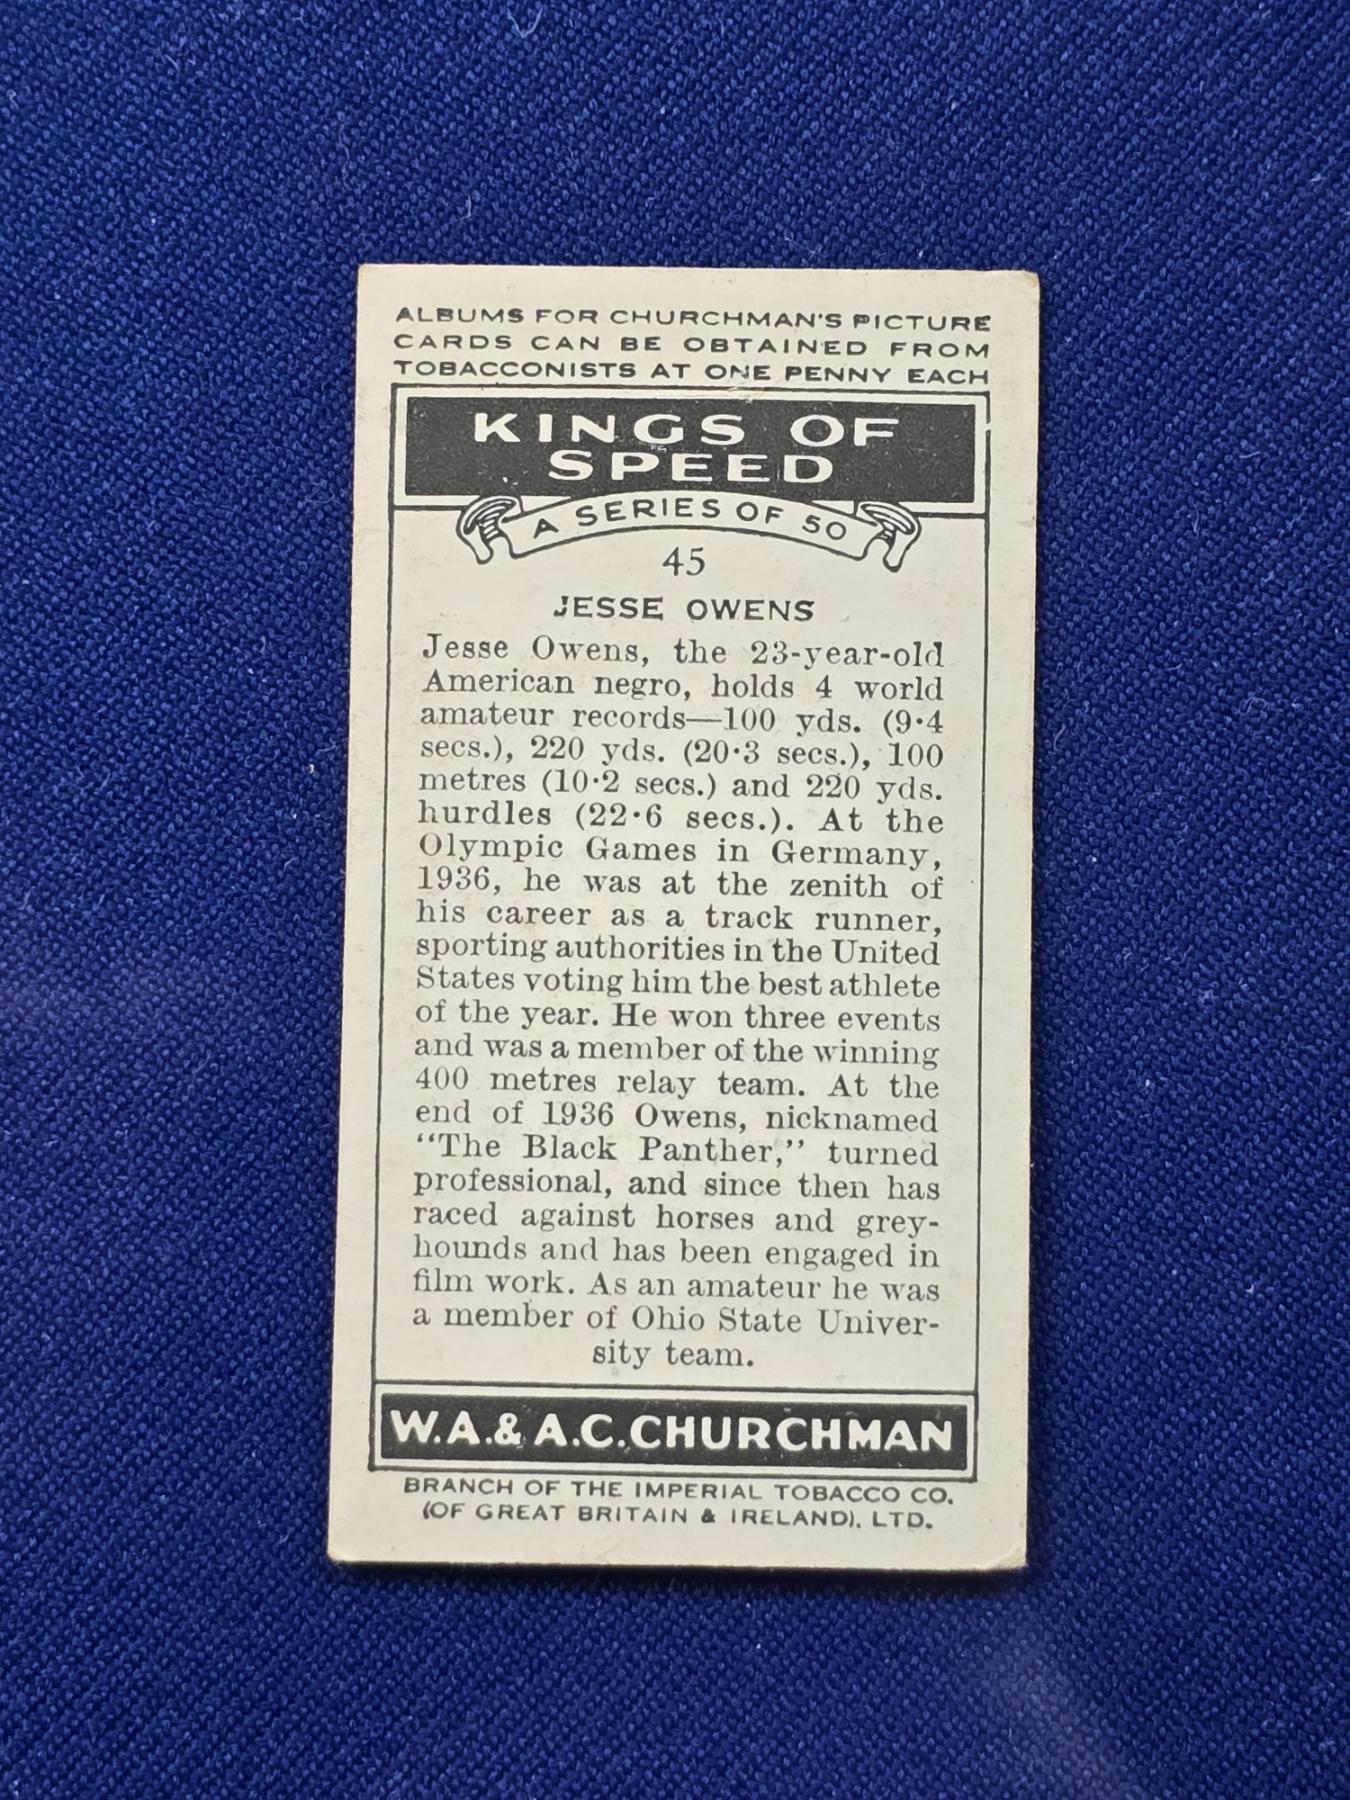 ALBUMS FOR CHURCHMAN'S PICTURE
CARDS CAN BE OBTAINED FROM
TOBACCONISTS AT ONE PENNY EACH
KINGS OF
SPEED
A SERIES OF 50
45
JESSE OWENS
Jesse Owens, the 23-year-old
American negro, holds 4 world
amateur records—100 yds. (9·4
secs.), 220 yds. (20·3 secs.), 100
metres (10·2 secs.) and 220 yds.
hurdles (22·6 secs.). At the
Olympic Games in Germany,
1936, he was at the zenith of
his career as a track runner,
sporting authorities in the United
States voting him the best athlete
of the year. He won three events
and was a member of the winning
400 metres relay team. At the
end of 1936 Owens, nicknamed
“The Black Panther,” turned
professional, and since then has
raced against horses and grey-
hounds and has been engaged in
film work. As an amateur he was
a member of Ohio State Univer-
sity team.
W.A.& A.C.CHURCHMAN
BRANCH OF THE IMPERIAL TOBACCO CO.
(OF GREAT BRITAIN & IRELAND), LTD.